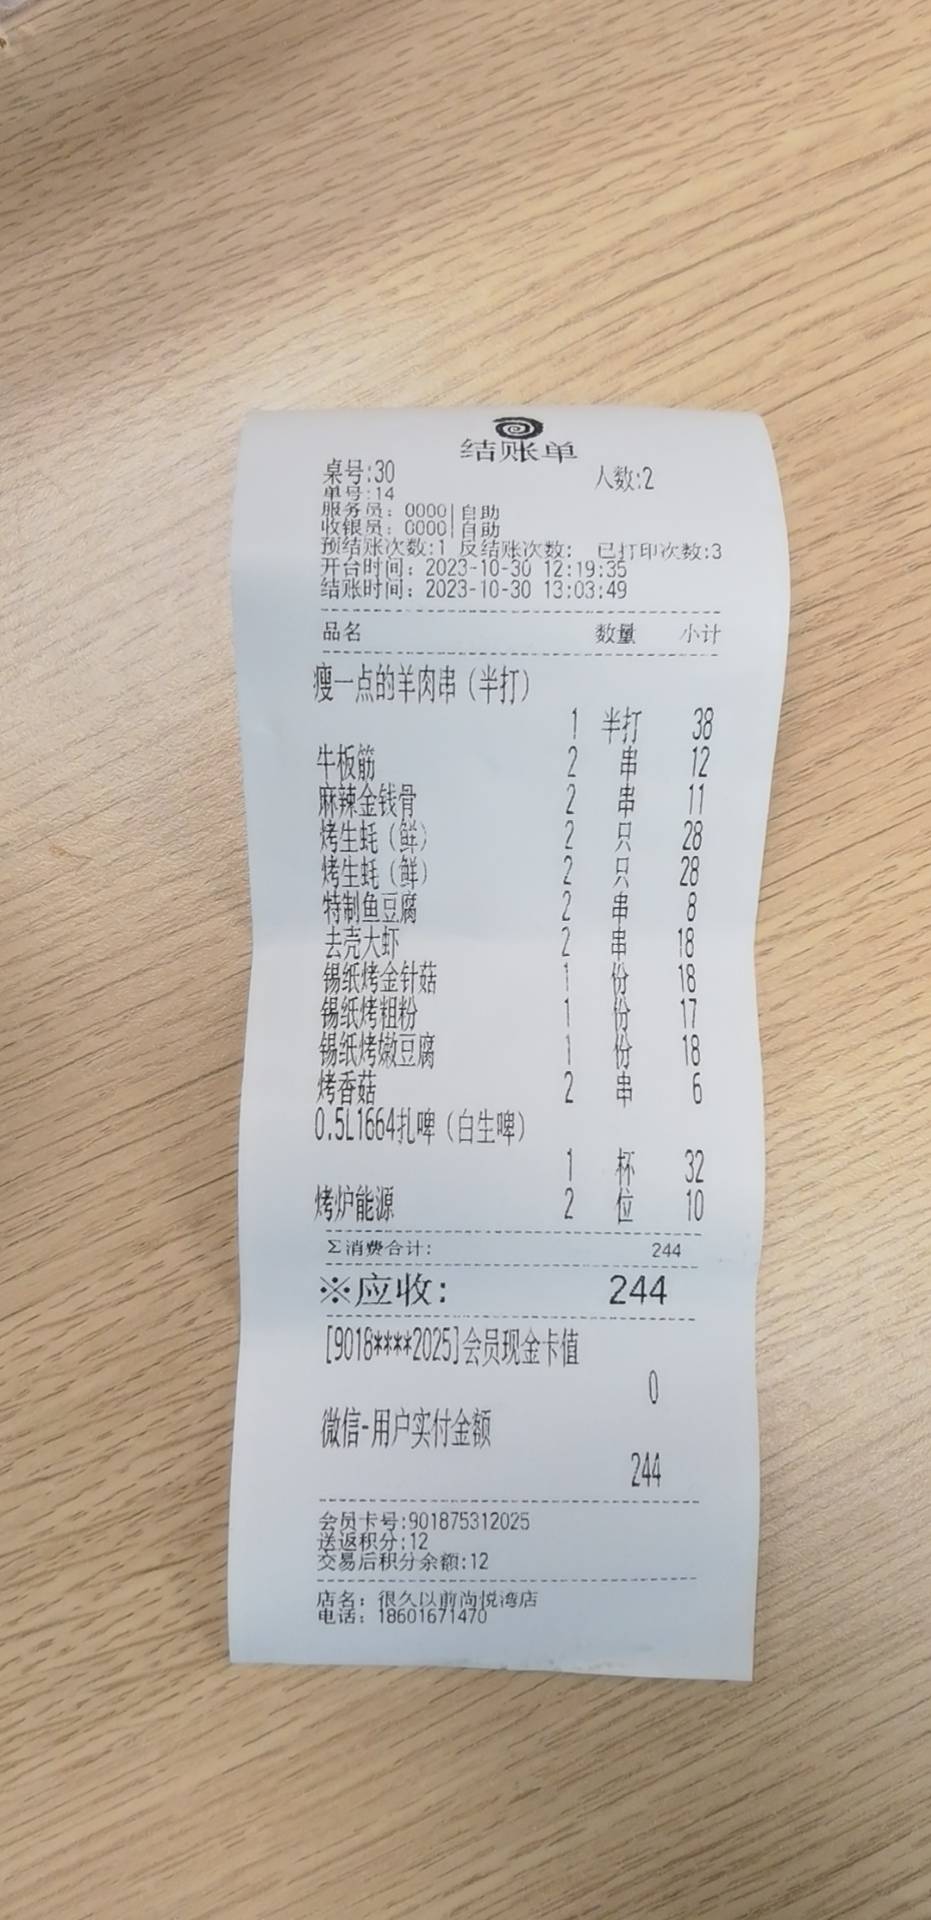 结账单
桌号:30 人数:2
单号:14
服务员: 0000|自助
收银员: 0000|自助
预结账次数:1 反结账次数: 已打印次数:3
开台时间: 2023-10-30 12:19:35
结账时间: 2023-10-30 13:03:49
品名 数量 小计
瘦一点的羊肉串(半打)
1 半打 38
牛板筋 2 串 12
麻辣金钱骨 2 串 11
烤生蚝(鲜) 2 只 28
烤生蚝(鲜) 2 只 28
特制鱼豆腐 2 串 8
去壳大虾 2 串 18
锡纸烤金针菇 1 份 18
锡纸烤粗粉 1 份 17
锡纸烤嫩豆腐 1 份 18
烤香菇 2 串 6
0.5L1664扎啤(白生啤)
1 杯 32
烤炉能源 2 位 10
Σ消费合计: 244
※应收: 244
[9018****2025]会员现金卡值
0
微信-用户实付金额
244
会员卡号:901875312025
送返积分:12
交易后积分余额:12
店名: 很久以前尚悦湾店
电话: 18601671470